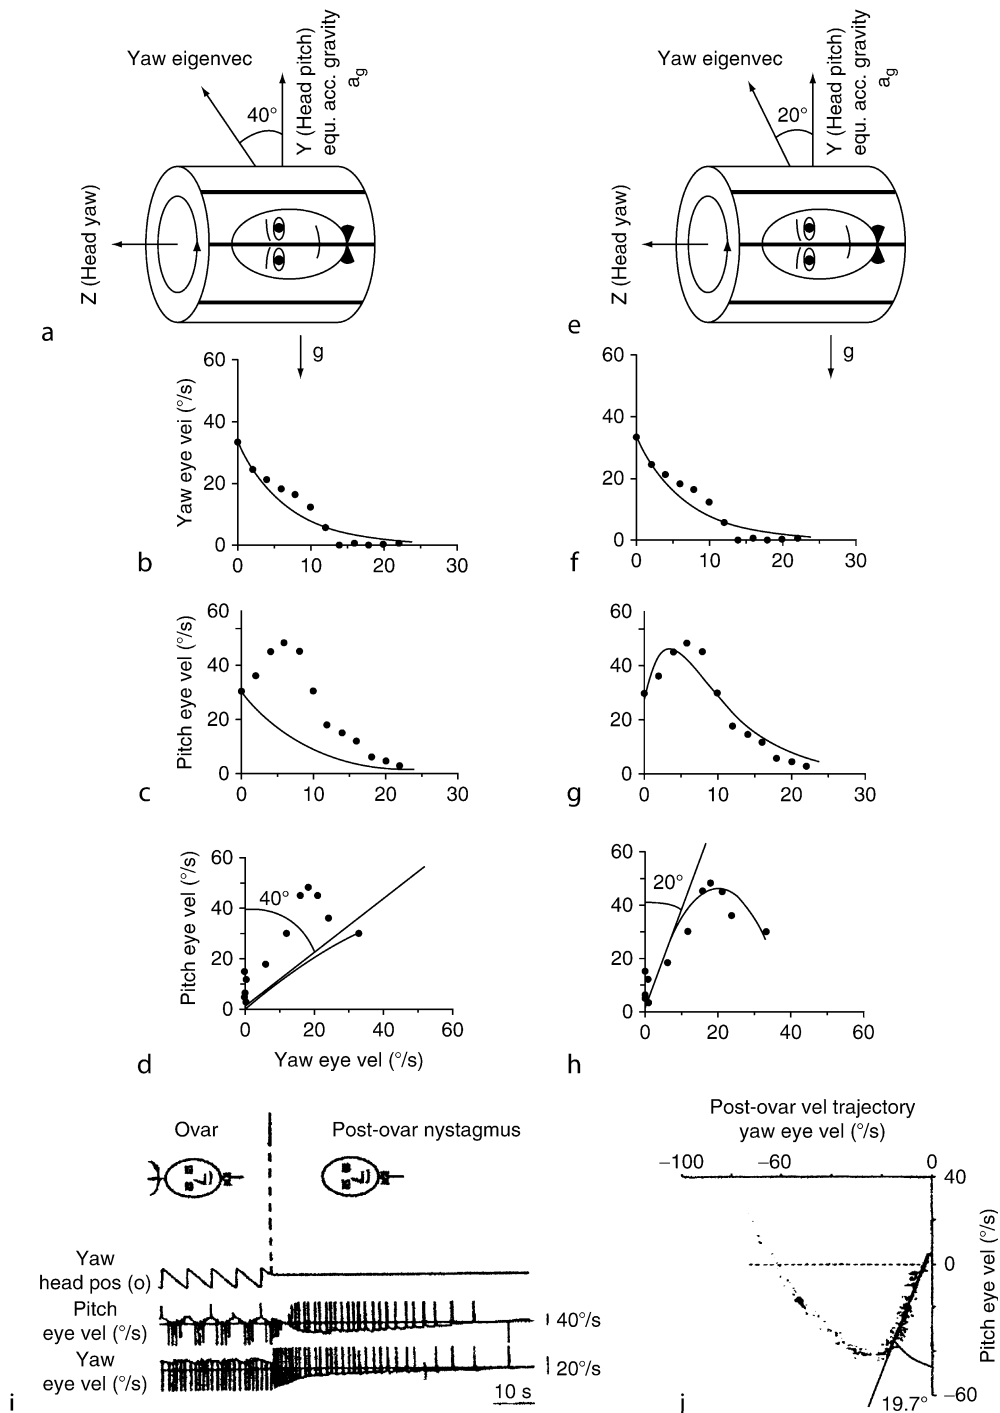 Yaw eigenvec
40°
Y (Head pitch)
equ. acc. gravity
a_g
Z (Head yaw)
a
g
Yaw eigenvec
20°
Y (Head pitch)
equ. acc. gravity
a_g
Z (Head yaw)
e
g
Yaw eye vei (°/s)
60
40
20
0
0 10 20 30
b
60
40
20
0
0 10 20 30
f
Pitch eye vel (°/s)
60
40
20
0
0 10 20 30
c
60
40
20
0
0 10 20 30
g
Pitch eye vel (°/s)
60
40
20
0
40°
0 20 40 60
Yaw eye vel (°/s)
d
60
40
20
0
20°
0 20 40 60
h
Ovar
Post-ovar nystagmus
Yaw
head pos (o)
Pitch
eye vel (°/s)
40°/s
Yaw
eye vel (°/s)
20°/s
10 s
i
Post-ovar vel trajectory
yaw eye vel (°/s)
−100 −60 0
40
0
−60
Pitch eye vel (°/s)
19.7°
j